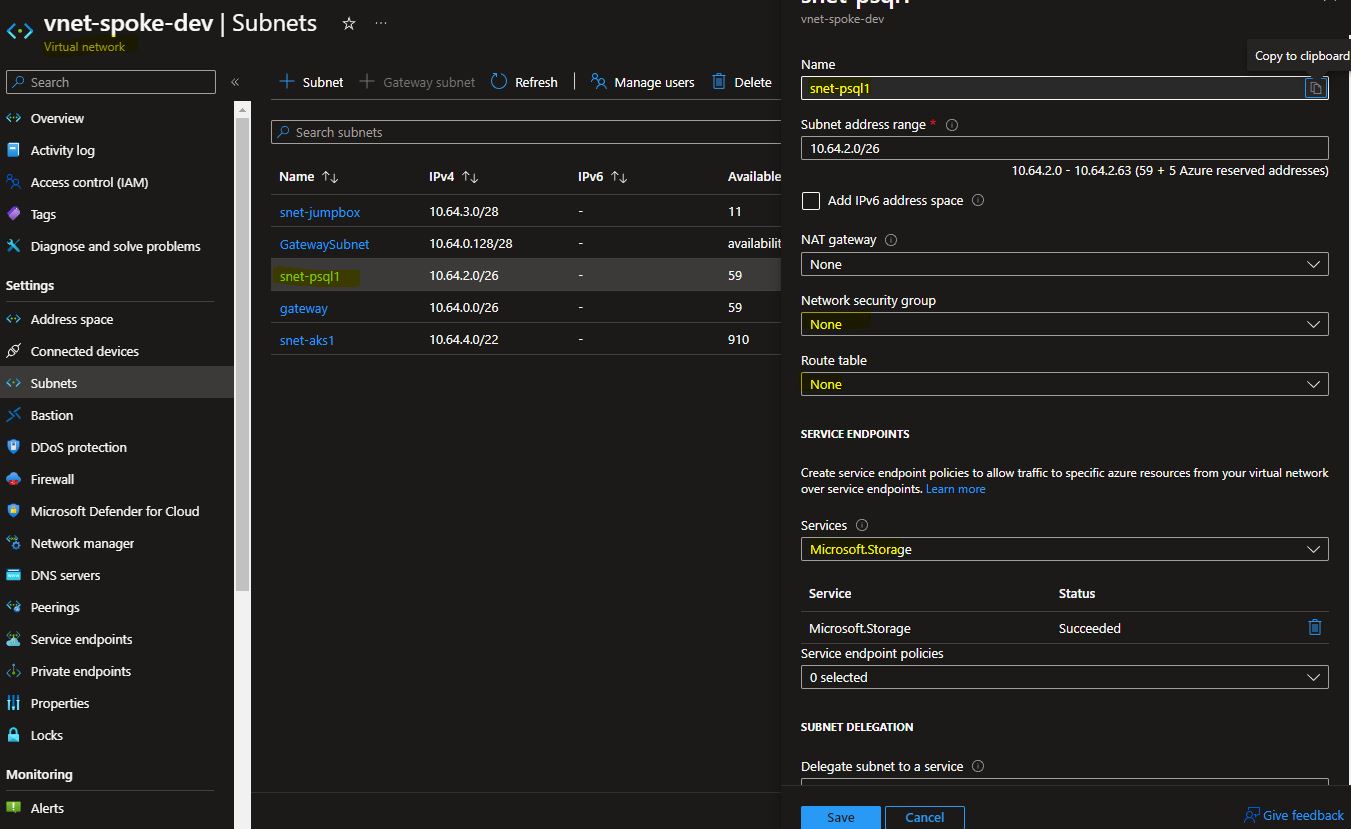 vnet-spoke-dev | Subnets
Virtual network
Search
Overview
Activity log
Access control (IAM)
Tags
Diagnose and solve problems
Settings
Address space
Connected devices
Subnets
Bastion
DDoS protection
Firewall
Microsoft Defender for Cloud
Network manager
DNS servers
Peerings
Service endpoints
Private endpoints
Properties
Locks
Monitoring
Alerts
Subnet Gateway subnet Refresh Manage users Delete
Search subnets
Name IPv4 IPv6 Available
snet-jumpbox 10.64.3.0/28 - 11
GatewaySubnet 10.64.0.128/28 - availabilit
snet-psql1 10.64.2.0/26 - 59
gateway 10.64.0.0/26 - 59
snet-aks1 10.64.4.0/22 - 910
snet-psql1
vnet-spoke-dev
Copy to clipboard
Name
snet-psql1
Subnet address range *
10.64.2.0/26
10.64.2.0 - 10.64.2.63 (59 + 5 Azure reserved addresses)
Add IPv6 address space
NAT gateway
None
Network security group
None
Route table
None
SERVICE ENDPOINTS
Create service endpoint policies to allow traffic to specific azure resources from your virtual network
over service endpoints. Learn more
Services
Microsoft.Storage
Service Status
Microsoft.Storage Succeeded
Service endpoint policies
0 selected
SUBNET DELEGATION
Delegate subnet to a service
Save Cancel
Give feedback